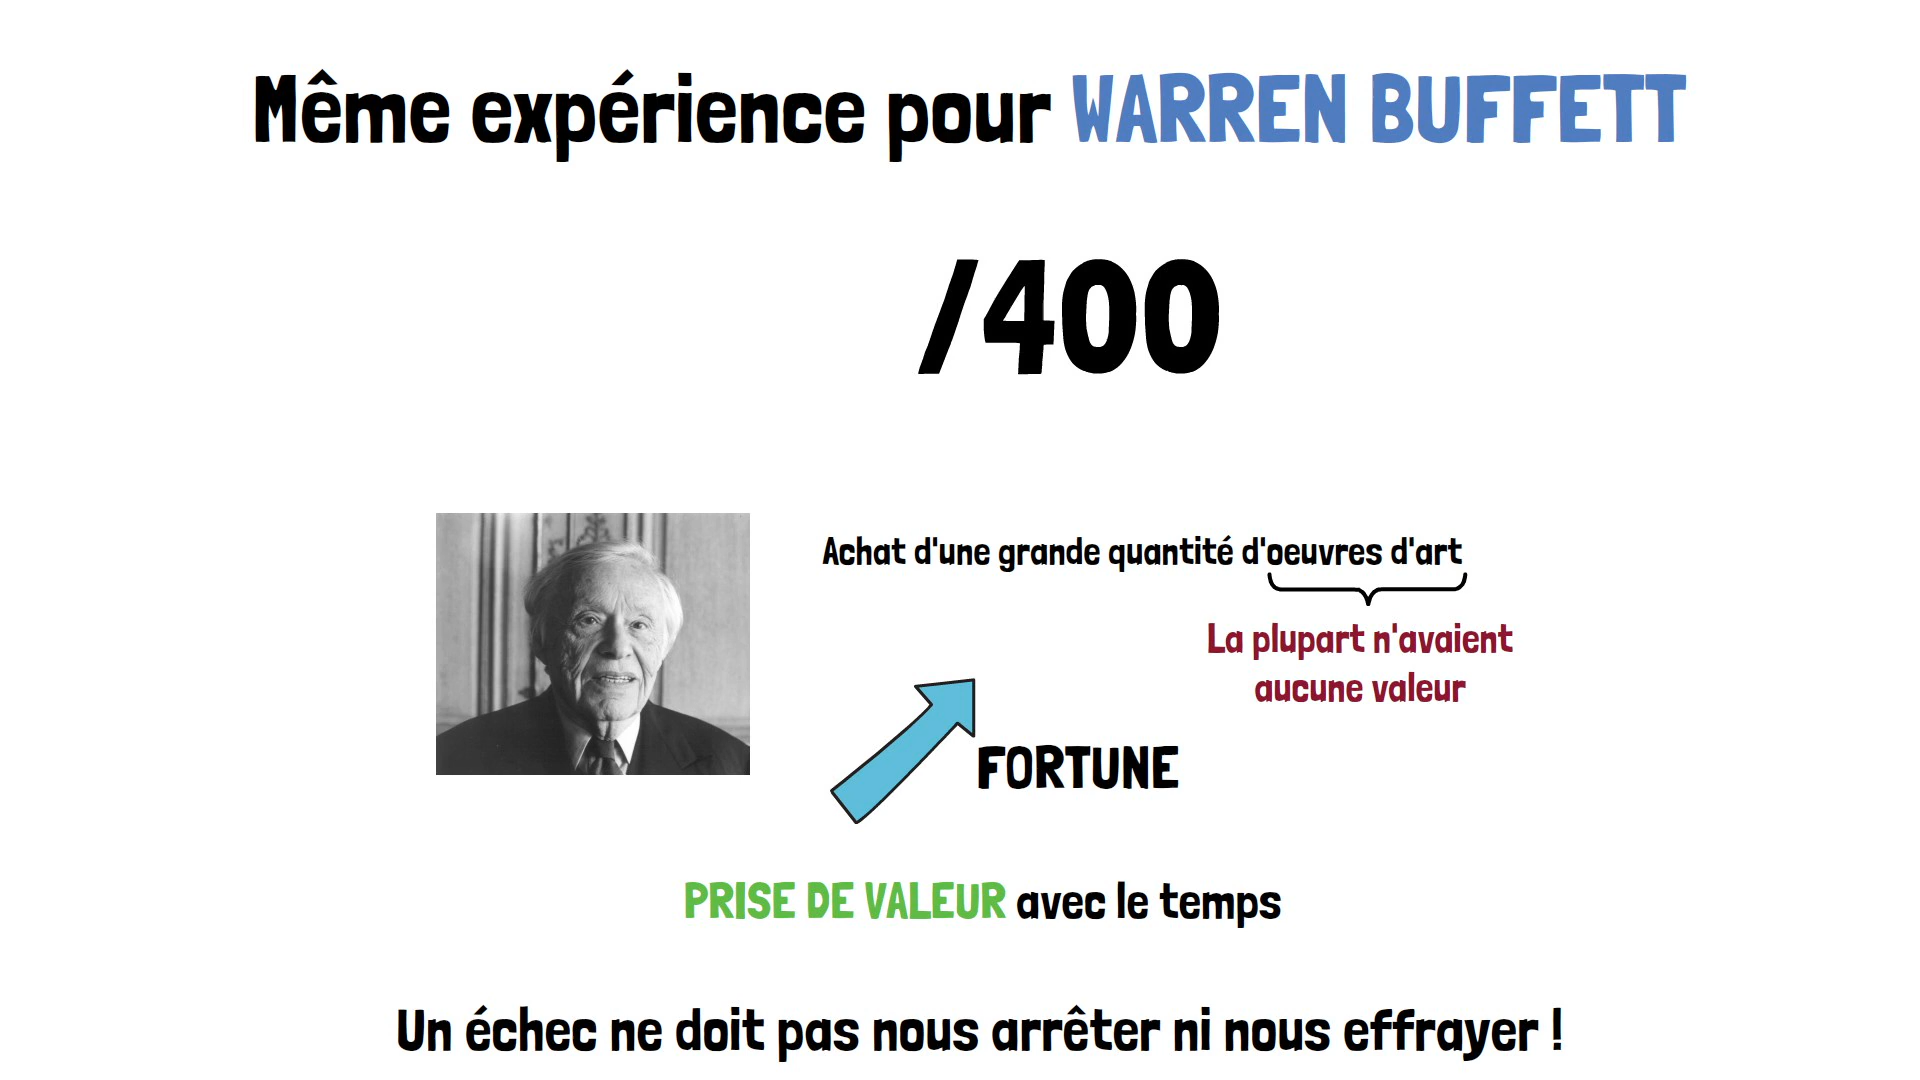 Même expérience pour WARREN BUFFETT
/400
Achat d'une grande quantité d'oeuvres d'art
La plupart n'avaient
aucune valeur
FORTUNE
PRISE DE VALEUR avec le temps
Un échec ne doit pas nous arrêter ni nous effrayer !